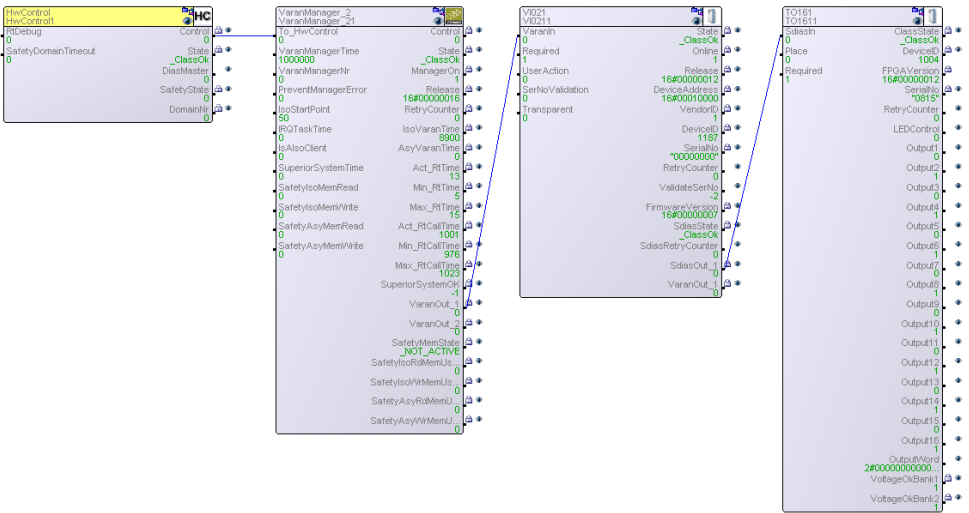 HwControl
HwControl1
HC
RtDebug
Control
0
0
SafetyDomainTimeout
State
0
_ClassOk
DiasMaster
0
SafetyState
0
DomainNr
0
VaranManager_2
VaranManager_21
To_HwControl
Control
0
0
VaranManagerTime
State
1000000
_ClassOk
VaranManagerNr
ManagerOn
0
1
PreventManagerError
Release
0
16#00000016
IsoStartPoint
RetryCounter
50
0
IRQTaskTime
IsoVaranTime
0
8900
IsAlsoClient
AsyVaranTime
0
0
SuperiorSystemTime
Act_RtTime
0
13
SafetyIsoMemRead
Min_RtTime
0
5
SafetyIsoMemWrite
Max_RtTime
0
15
SafetyAsyMemRead
Act_RtCallTime
0
1001
SafetyAsyMemWrite
Min_RtCallTime
0
976
Max_RtCallTime
1023
SuperiorSystemOK
-1
VaranOut_1
0
VaranOut_2
0
SafetyMemState
_NOT_ACTIVE
SafetyIsoRdMemUs...
0
SafetyIsoWrMemUs...
0
SafetyAsyRdMemU...
0
SafetyAsyWrMemU...
0
VI021
VI0211
VaranIn
State
0
_ClassOk
Required
Online
1
1
UserAction
Release
0
16#00000012
SerNoValidation
DeviceAddress
0
16#00010000
Transparent
VendorID
0
1
DeviceID
1187
SerialNo
"00000000"
RetryCounter
0
ValidateSerNo
-2
FirmwareVersion
16#00000007
SdiasState
_ClassOk
SdiasRetryCounter
0
SdiasOut_1
0
VaranOut_1
0
TO161
TO1611
SdiasIn
ClassState
0
_ClassOk
Place
DeviceID
0
1004
Required
FPGAVersion
1
16#00000012
SerialNo
"0815"
RetryCounter
0
LEDControl
0
Output1
0
Output2
1
Output3
0
Output4
1
Output5
0
Output6
1
Output7
0
Output8
1
Output9
0
Output10
1
Output11
0
Output12
1
Output13
0
Output14
1
Output15
0
Output16
1
OutputWord
2#00000000000...
VoltageOkBank1
1
VoltageOkBank2
1